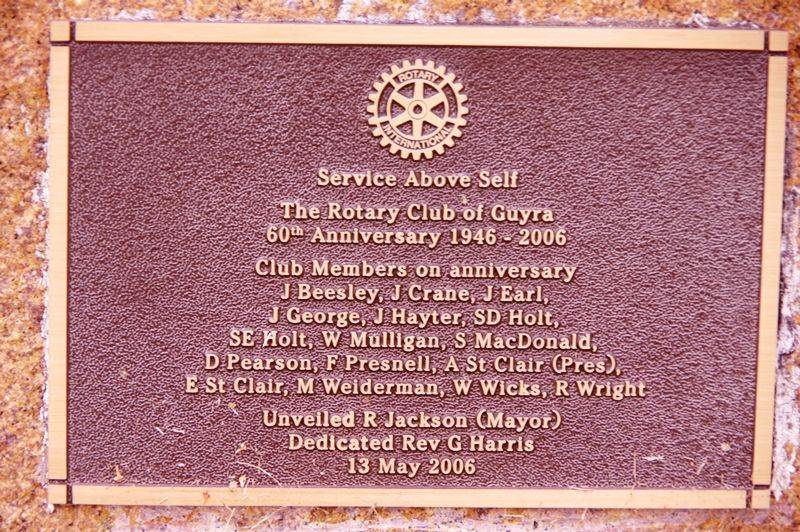 ROTARY
INTERNATIONAL
Service Above Self
The Rotary Club of Guyra
60th Anniversary 1946 - 2006
Club Members on anniversary
J Beesley, J Crane, J Earl,
J George, J Hayter, SD Holt,
SE Holt, W Mulligan, S MacDonald,
D Pearson, F Presnell, A St Clair (Pres),
E St Clair, M Weiderman, W Wicks, R Wright
Unveiled R Jackson (Mayor)
Dedicated Rev G Harris
13 May 2006